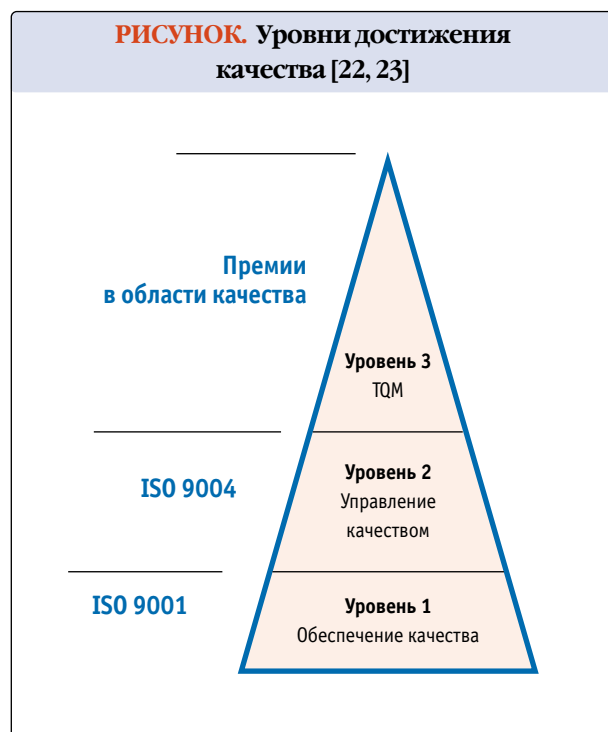 РИСУНОК. Уровни достижения
качества [22, 23]
Премии
в области качества
Уровень 3
TQM
ISO 9004
Уровень 2
Управление
качеством
ISO 9001
Уровень 1
Обеспечение качества